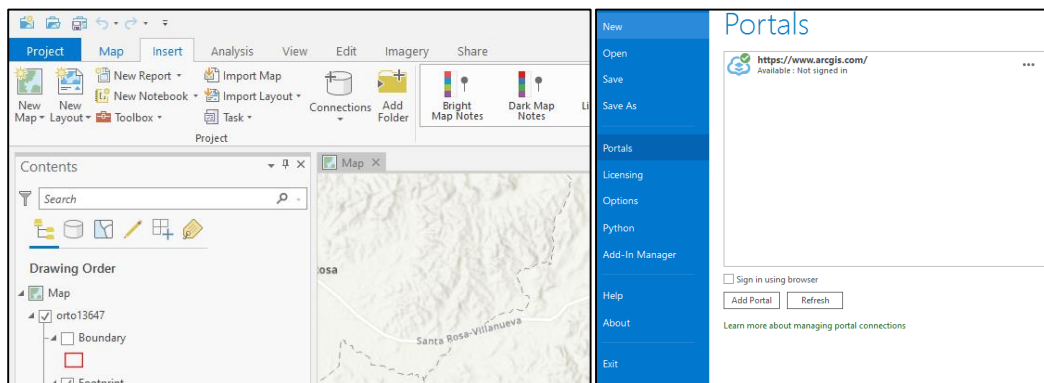 Project Map Insert Analysis View Edit Imagery Share
New Map
New Layout
New Report
New Notebook
Toolbox
Import Map
Import Layout
Task
Connections
Add Folder
Bright Map Notes
Dark Map Notes
Li
Project
Contents
Search
Drawing Order
Map
orto13647
Boundary
Map
osa
Santa Rosa-Villanueva
New
Open
Save
Save As
Portals
Licensing
Options
Python
Add-In Manager
Help
About
Exit
Portals
https://www.arcgis.com/
Available : Not signed in
Sign in using browser
Add Portal Refresh
Learn more about managing portal connections